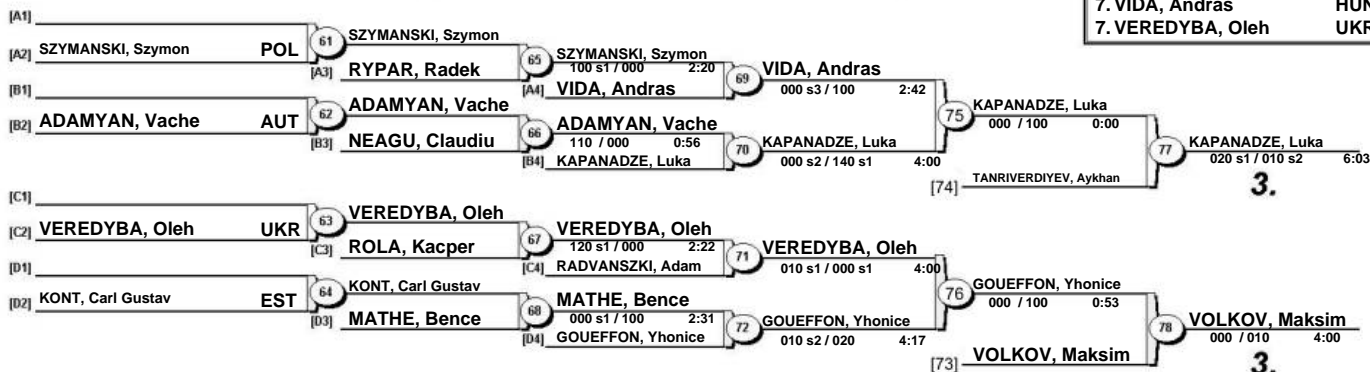 7. VIDA, Andras HUN
7. VEREDYBA, Oleh UKR
[A1]
[A2] SZYMANSKI, Szymon POL
61
SZYMANSKI, Szymon
[A3] RYPAR, Radek
65
SZYMANSKI, Szymon
100 s1 / 000 2:20
[A4] VIDA, Andras
69
VIDA, Andras
000 s3 / 100 2:42
[B1]
[B2] ADAMYAN, Vache AUT
62
ADAMYAN, Vache
[B3] NEAGU, Claudiu
66
ADAMYAN, Vache
110 / 000 0:56
[B4] KAPANADZE, Luka
70
KAPANADZE, Luka
000 s2 / 140 s1 4:00
75
KAPANADZE, Luka
000 / 100 0:00
[74] TANRIVERDIYEV, Aykhan
77
KAPANADZE, Luka
020 s1 / 010 s2 6:03
3.
[C1]
[C2] VEREDYBA, Oleh UKR
63
VEREDYBA, Oleh
[C3] ROLA, Kacper
67
VEREDYBA, Oleh
120 s1 / 000 2:22
[C4] RADVANSZKI, Adam
71
VEREDYBA, Oleh
010 s1 / 000 s1 4:00
[D1]
[D2] KONT, Carl Gustav EST
64
KONT, Carl Gustav
[D3] MATHE, Bence
68
MATHE, Bence
000 s1 / 100 2:31
[D4] GOUEFFON, Yhonice
72
GOUEFFON, Yhonice
010 s2 / 020 4:17
76
GOUEFFON, Yhonice
000 / 100 0:53
[73] VOLKOV, Maksim
78
VOLKOV, Maksim
000 / 010 4:00
3.